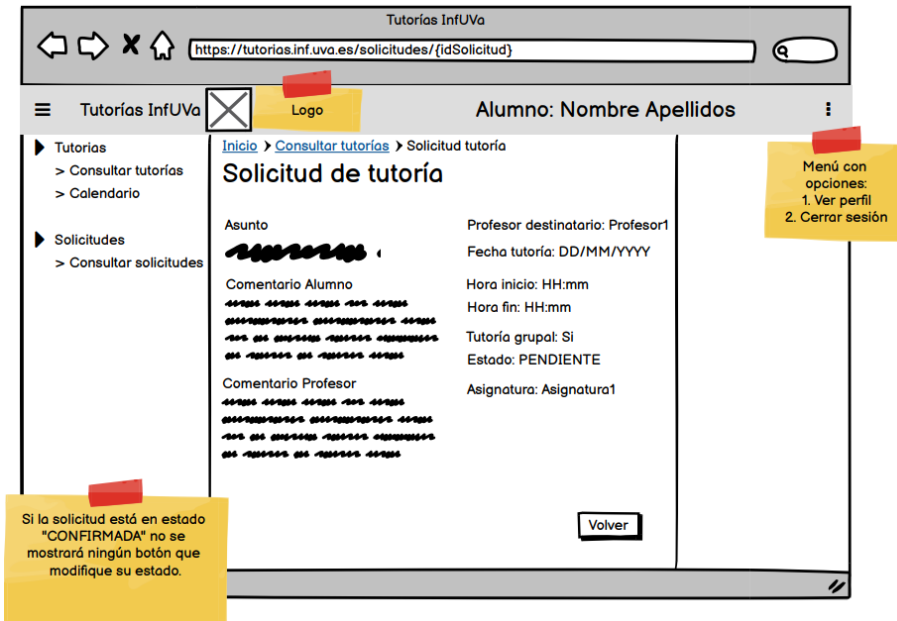 Tutorías InfUVa
https://tutorias.inf.uva.es/solicitudes/{idSolicitud}
Tutorías InfUVa
Logo
Alumno: Nombre Apellidos
Tutorias
> Consultar tutorías
> Calendario
Solicitudes
> Consultar solicitudes
Inicio > Consultar tutorías > Solicitud tutoría
Solicitud de tutoría
Asunto
Comentario Alumno
Comentario Profesor
Profesor destinatario: Profesor1
Fecha tutoría: DD/MM/YYYY
Hora inicio: HH:mm
Hora fin: HH:mm
Tutoría grupal: Si
Estado: PENDIENTE
Asignatura: Asignatura1
Volver
Menú con
opciones:
1. Ver perfil
2. Cerrar sesión
Si la solicitud está en estado
"CONFIRMADA" no se
mostrará ningún botón que
modifique su estado.